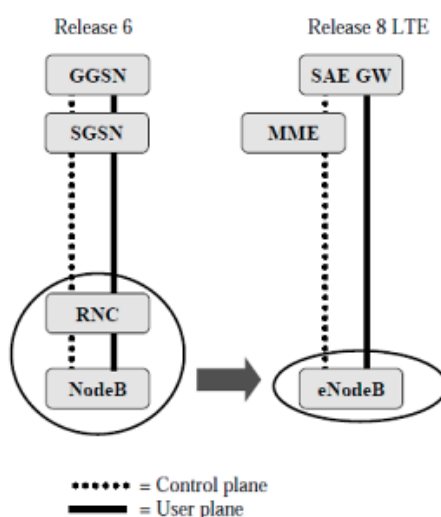 Release 6
Release 8 LTE
GGSN
SAE GW
SGSN
MME
RNC
NodeB
eNodeB
= Control plane
= User plane